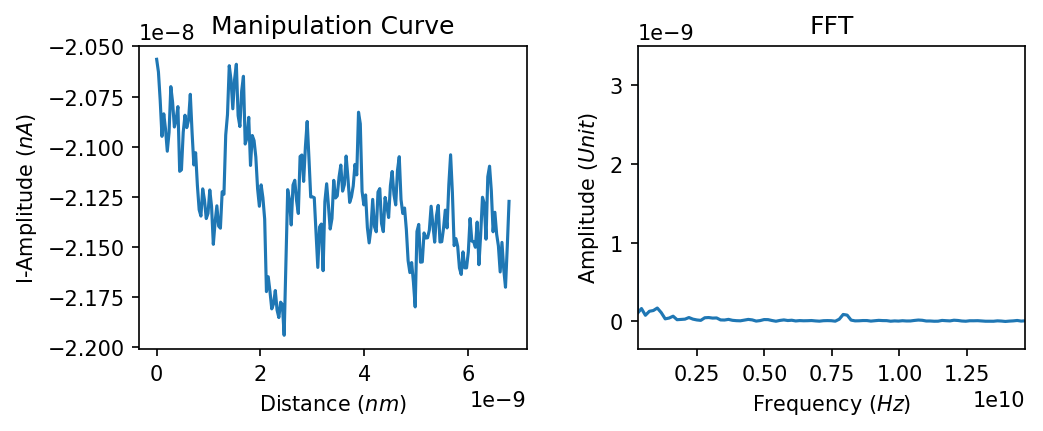 Manipulation Curve
1e−8
−2.050
−2.075
−2.100
−2.125
−2.150
−2.175
−2.200
I-Amplitude (nA)
0
2
4
6
1e−9
Distance (nm)
FFT
1e−9
3
2
1
0
Amplitude (Unit)
0.25
0.50
0.75
1.00
1.25
1e10
Frequency (Hz)